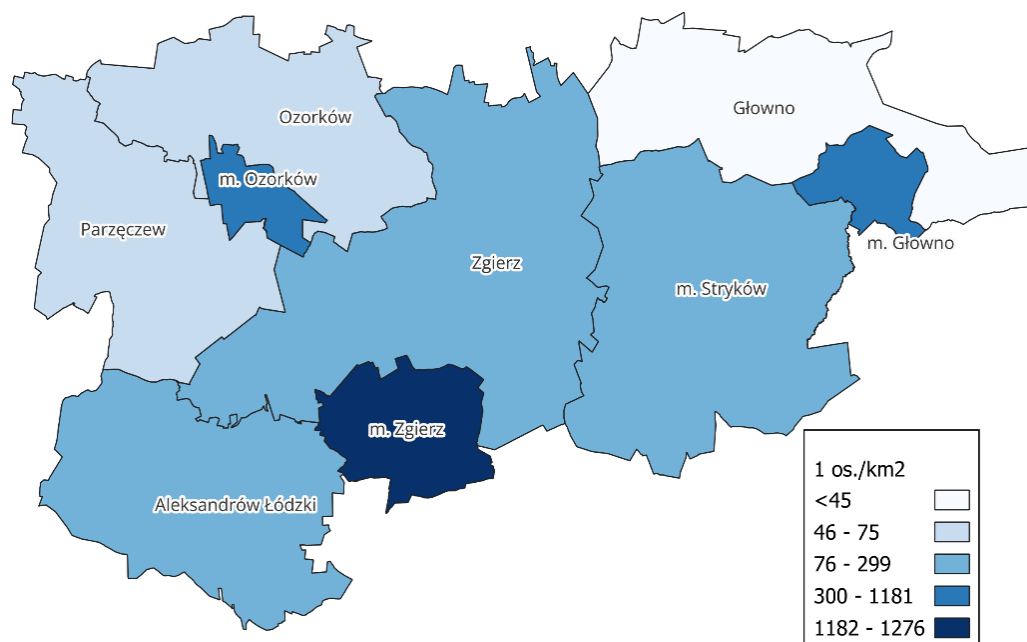 Ozorków
Głowno
m. Ozorków
Parzęczew
m. Głowno
Zgierz
m. Stryków
m. Zgierz
Aleksandrów Łódzki
1 os./km2
<45
46 - 75
76 - 299
300 - 1181
1182 - 1276